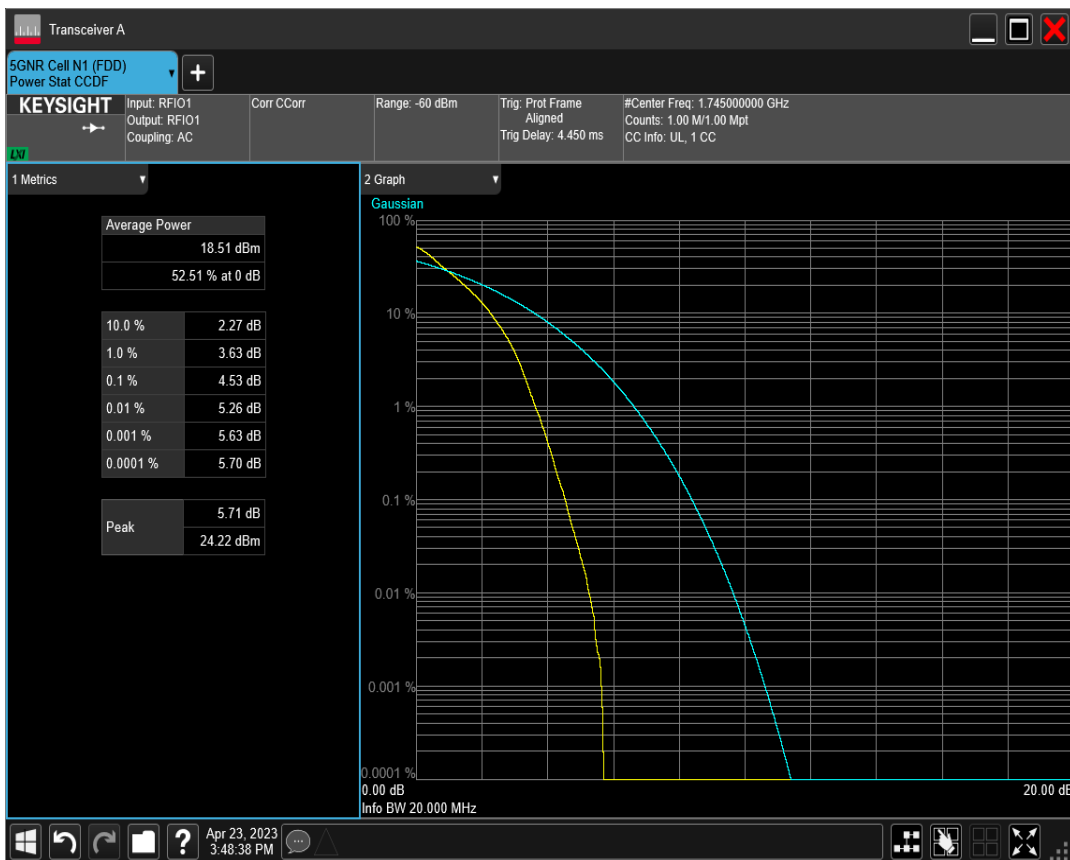 Transceiver A
5GNR Cell N1 (FDD)
Power Stat CCDF
KEYSIGHT
LXI
Input: RFIO1
Output: RFIO1
Coupling: AC
Corr CCorr
Range: -60 dBm
Trig: Prot Frame
Aligned
Trig Delay: 4.450 ms
#Center Freq: 1.745000000 GHz
Counts: 1.00 M/1.00 Mpt
CC Info: UL, 1 CC
1 Metrics
Average Power
18.51 dBm
52.51 % at 0 dB
10.0 % 2.27 dB
1.0 % 3.63 dB
0.1 % 4.53 dB
0.01 % 5.26 dB
0.001 % 5.63 dB
0.0001 % 5.70 dB
Peak 5.71 dB
24.22 dBm
2 Graph
Gaussian
100 %
10 %
1 %
0.1 %
0.01 %
0.001 %
0.0001 %
0.00 dB 20.00 dB
Info BW 20.000 MHz
? Apr 23, 2023
3:48:38 PM